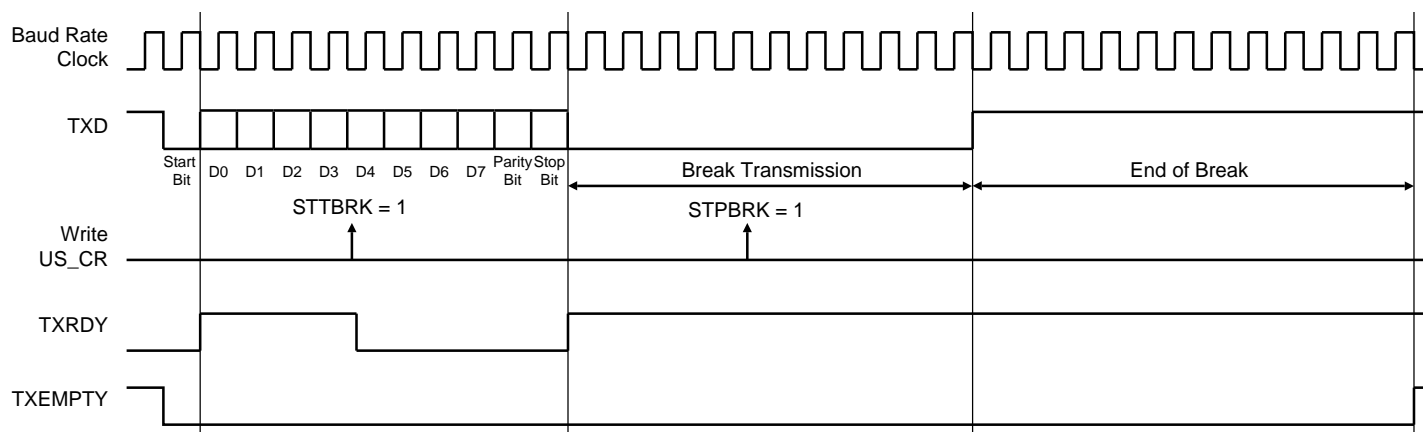 Baud Rate
Clock
TXD
Start
Bit
D0 D1 D2 D3 D4 D5 D6 D7
Parity
Bit
Stop
Bit
Break Transmission
End of Break
STTBRK = 1
STPBRK = 1
Write
US_CR
TXRDY
TXEMPTY